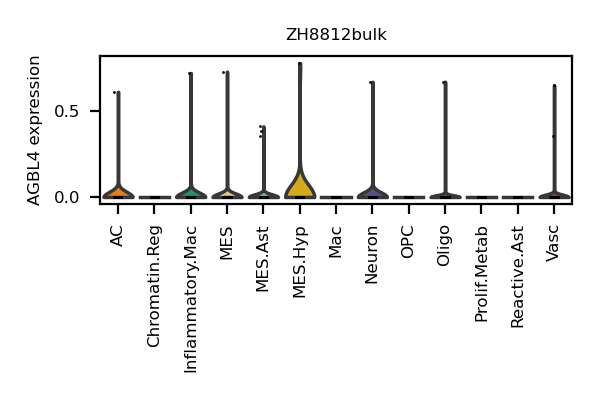 ZH8812bulk
AGBL4 expression
0.5
0.0
AC
Chromatin.Reg
Inflammatory.Mac
MES
MES.Ast
MES.Hyp
Mac
Neuron
OPC
Oligo
Prolif.Metab
Reactive.Ast
Vasc